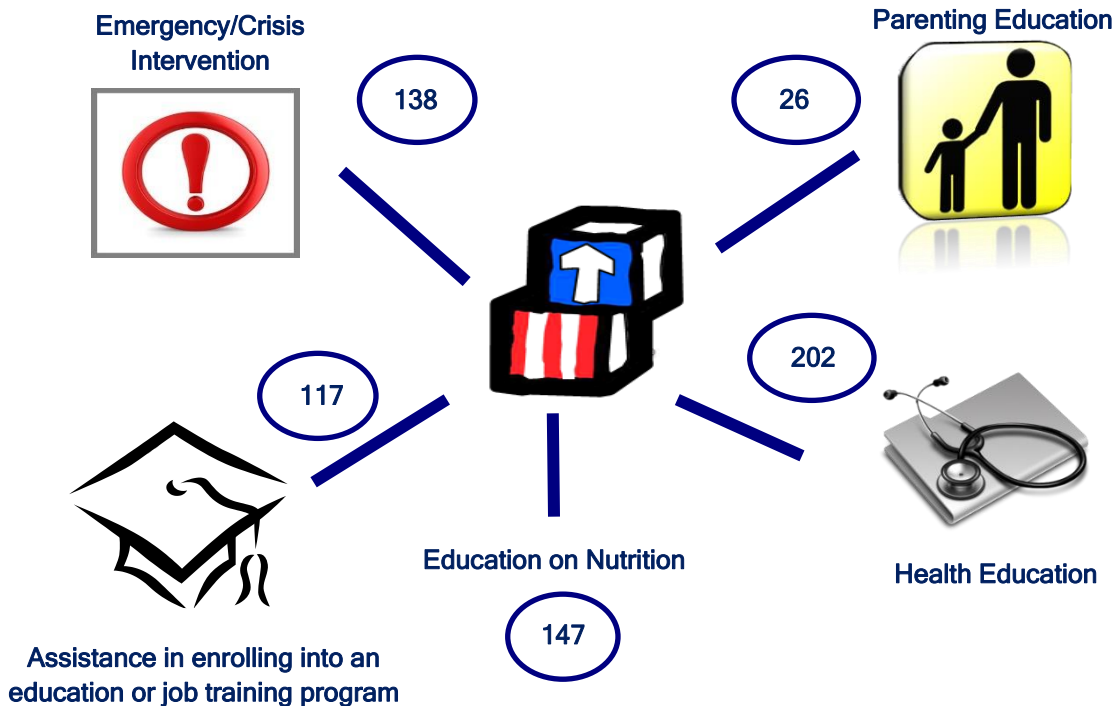 Emergency/Crisis
Intervention
138
Parenting Education
26
117
202
Assistance in enrolling into an
education or job training program
Education on Nutrition
147
Health Education